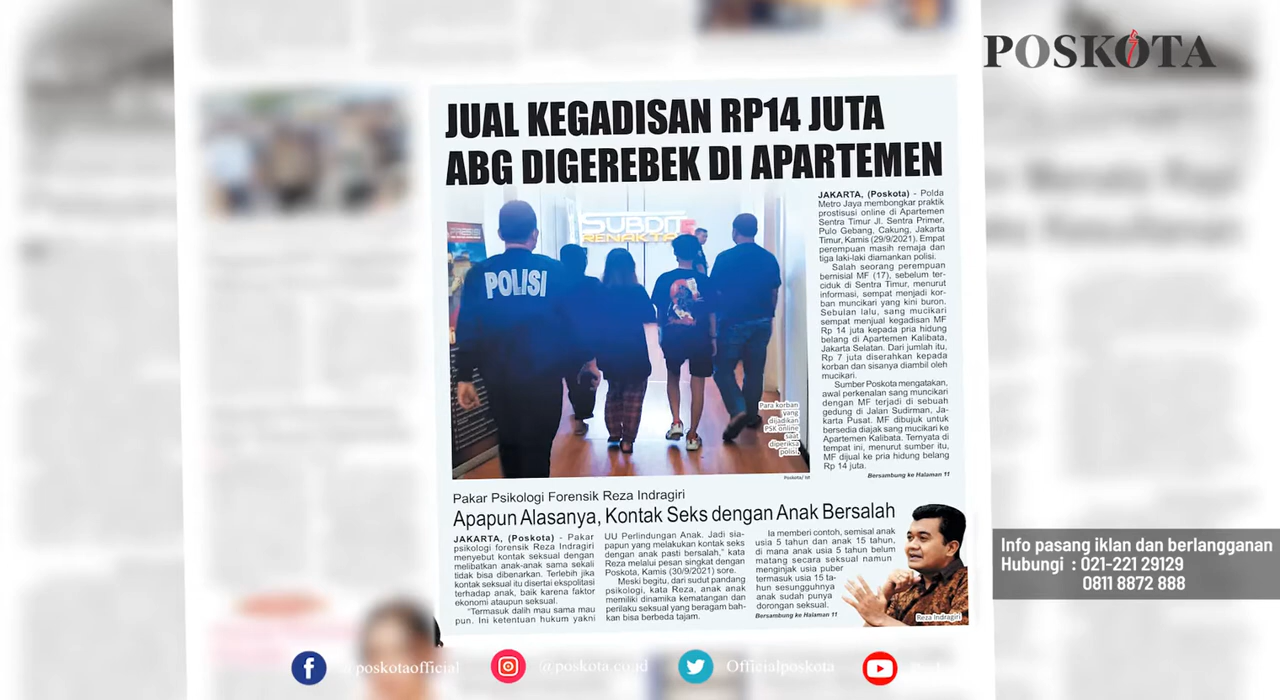 POSKOTA
JUAL KEGADISAN RP14 JUTA
ABG DIGEREBEK DI APARTEMEN
POLISI
SUBDIT
RENAKTA
Para korban
yang
dijadikan
PSK online
saat
diperiksa
polisi.
JAKARTA, (Poskota) - Polda
Metro Jaya membongkar praktik
prostisusi online di Apartemen
Sentra Timur Jl. Sentra Primer,
Pulo Gebang, Cakung, Jakarta
Timur, Kamis (29/9/2021). Empat
perempuan masih remaja dan
tiga laki-laki diamankan polisi.
Salah seorang perempuan
bernisial MF (17), sebelum ter-
ciduk di Sentra Timur, menurut
informasi, sempat menjadi kor-
ban muncikari yang kini buron.
Sebulan lalu, sang mucikari
sempat menjual kegadisan MF
Rp 14 juta kepada pria hidung
belang di Apartemen Kalibata,
Jakarta Selatan. Dari jumlah itu,
Rp 7 juta diserahkan kepada
korban dan sisanya diambil oleh
mucikari.
Sumber Poskota mengatakan,
awal perkenalan sang muncikari
dengan MF terjadi di sebuah
gedung di Jalan Sudirman, Ja-
karta Pusat. MF dibujuk untuk
bersedia diajak sang mucikari ke
Apartemen Kalibata. Ternyata di
tempat ini, menurut sumber itu,
MF dijual ke pria hidung belang
Rp 14 juta.
Bersambung ke Halaman 11
Pakar Psikologi Forensik Reza Indragiri
Apapun Alasanya, Kontak Seks dengan Anak Bersalah
JAKARTA, (Poskota) - Pakar
psikologi forensik Reza Indragiri
menyebut kontak seksual dengan
melibatkan anak-anak sama sekali
tidak bisa dibenarkan. Terlebih jika
kontak seksual itu disertai ekspolitasi
terhadap anak, baik karena faktor
ekonomi ataupun seksual.
"Termasuk dalih mau sama mau
pun. Ini ketentuan hukum yakni
UU Perlindungan Anak. Jadi sia-
papun yang melakukan kontak seks
dengan anak pasti bersalah," kata
Reza melalui pesan singkat dengan
Poskota, Kamis (30/9/2021) sore.
Meski begitu, dari sudut pandang
psikologi, kata Reza, anak anak
memiliki dinamika kematangan dan
perilaku seksual yang beragam bah-
kan bisa berbeda tajam.
Ia memberi contoh, semisal anak
usia 5 tahun dan anak 15 tahun,
di mana anak usia 5 tahun belum
matang secara seksual namun
menginjak usia puber
termasuk usia 15 ta-
hun sesungguhnya
anak sudah punya
dorongan seksual.
Bersambung ke Halaman 11
Reza Indragiri
Info pasang iklan dan berlangganan
Hubungi : 021-221 29129
0811 8872 888
@poskotaofficial
@poskota.co.id
Officialposkota